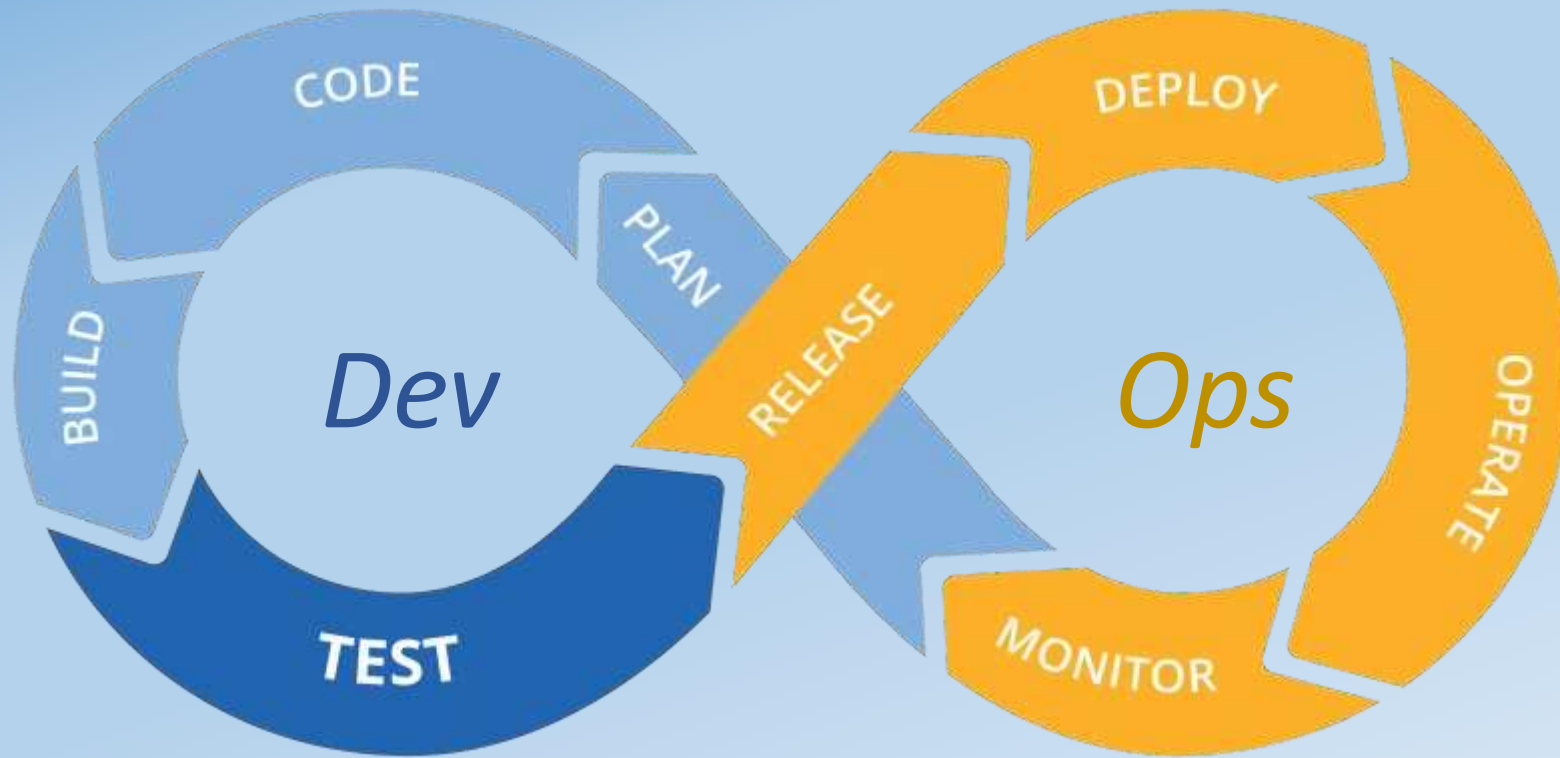 CODE
DEPLOY
PLAN
RELEASE
BUILD
Dev
Ops
OPERATE
TEST
MONITOR